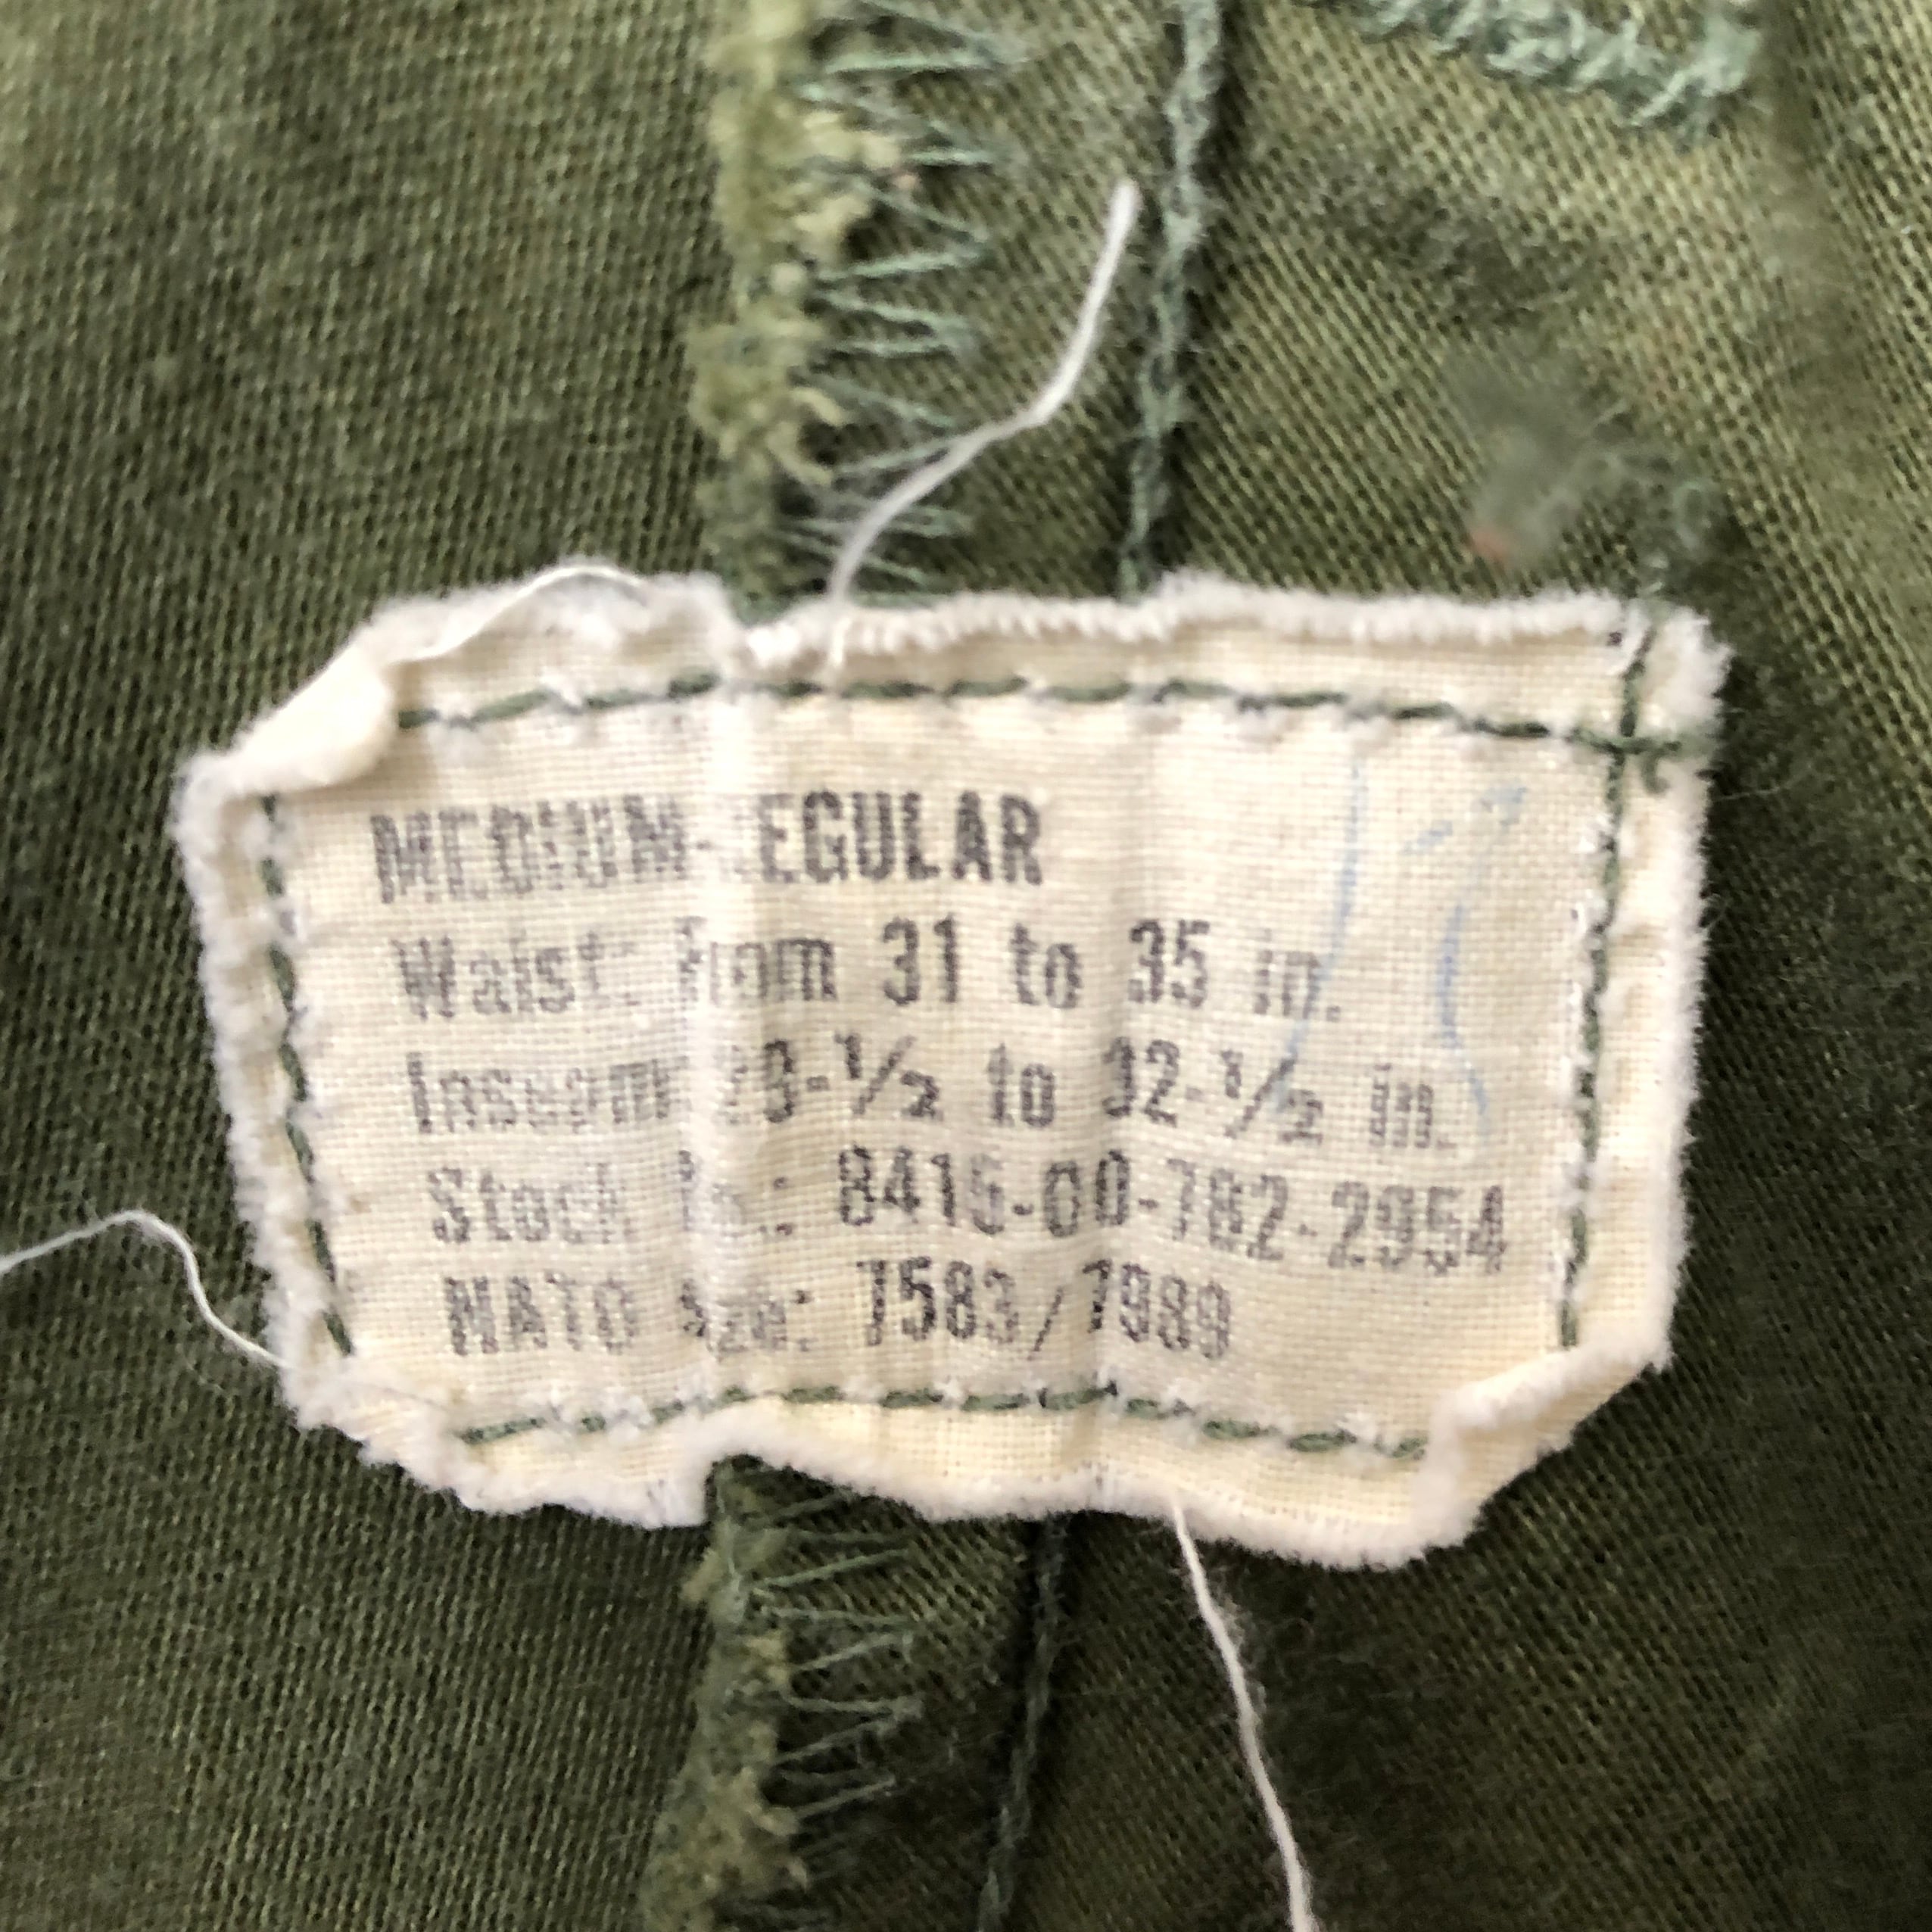 MEDIUM-REGULAR
Waist: From 31 to 35 in.
Inseam 29-½ to 32-½ in.
Stock No.: 8415-00-782-2954
NATO Size: 7583/7989